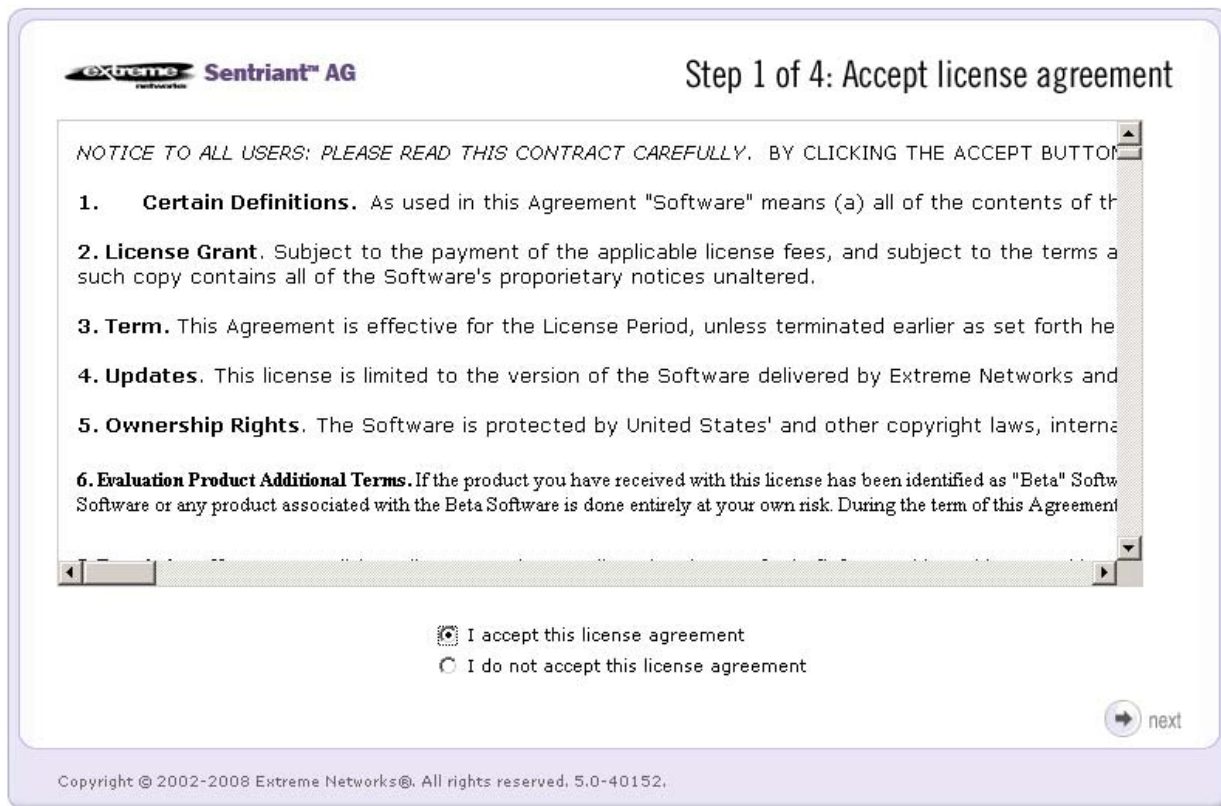 extreme networks Sentriant™ AG
Step 1 of 4: Accept license agreement
NOTICE TO ALL USERS: PLEASE READ THIS CONTRACT CAREFULLY. BY CLICKING THE ACCEPT BUTTON
1. Certain Definitions. As used in this Agreement "Software" means (a) all of the contents of th
2. License Grant. Subject to the payment of the applicable license fees, and subject to the terms a
such copy contains all of the Software's proporietary notices unaltered.
3. Term. This Agreement is effective for the License Period, unless terminated earlier as set forth he
4. Updates. This license is limited to the version of the Software delivered by Extreme Networks and
5. Ownership Rights. The Software is protected by United States' and other copyright laws, interna
6. Evaluation Product Additional Terms. If the product you have received with this license has been identified as "Beta" Softw
Software or any product associated with the Beta Software is done entirely at your own risk. During the term of this Agreement
I accept this license agreement
I do not accept this license agreement
next
Copyright © 2002-2008 Extreme Networks®. All rights reserved. 5.0-40152.